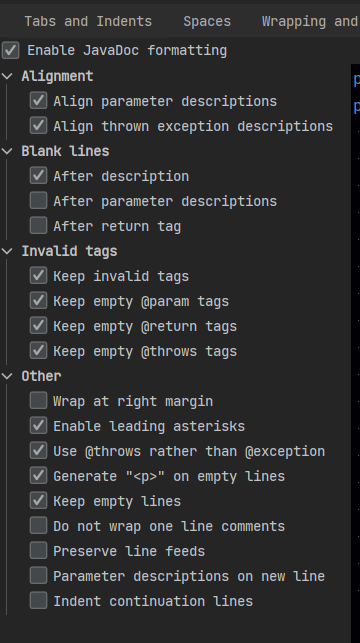 Tabs and Indents Spaces Wrapping and
Enable JavaDoc formatting
Alignment
Align parameter descriptions
Align thrown exception descriptions
Blank lines
After description
After parameter descriptions
After return tag
Invalid tags
Keep invalid tags
Keep empty @param tags
Keep empty @return tags
Keep empty @throws tags
Other
Wrap at right margin
Enable leading asterisks
Use @throws rather than @exception
Generate "<p>" on empty lines
Keep empty lines
Do not wrap one line comments
Preserve line feeds
Parameter descriptions on new line
Indent continuation lines